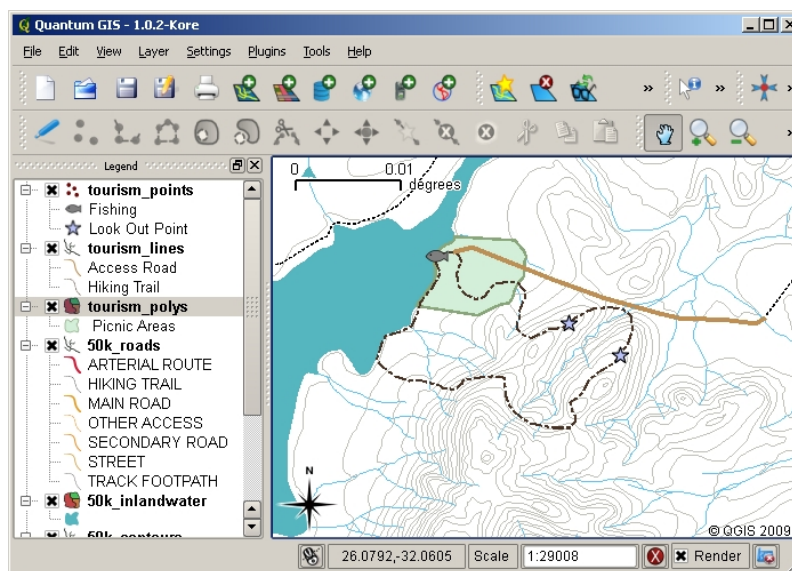 Quantum GIS - 1.0.2-Kore
File Edit View Layer Settings Plugins Tools Help
» » »
»
Legend
tourism_points
Fishing
Look Out Point
tourism_lines
Access Road
Hiking Trail
tourism_polys
Picnic Areas
50k_roads
ARTERIAL ROUTE
HIKING TRAIL
MAIN ROAD
OTHER ACCESS
SECONDARY ROAD
STREET
TRACK FOOTPATH
50k_inlandwater
50k_contours
0 0.01
dégrees
N
© QGIS 2009
26.0792,-32.0605 Scale 1:29008 Render